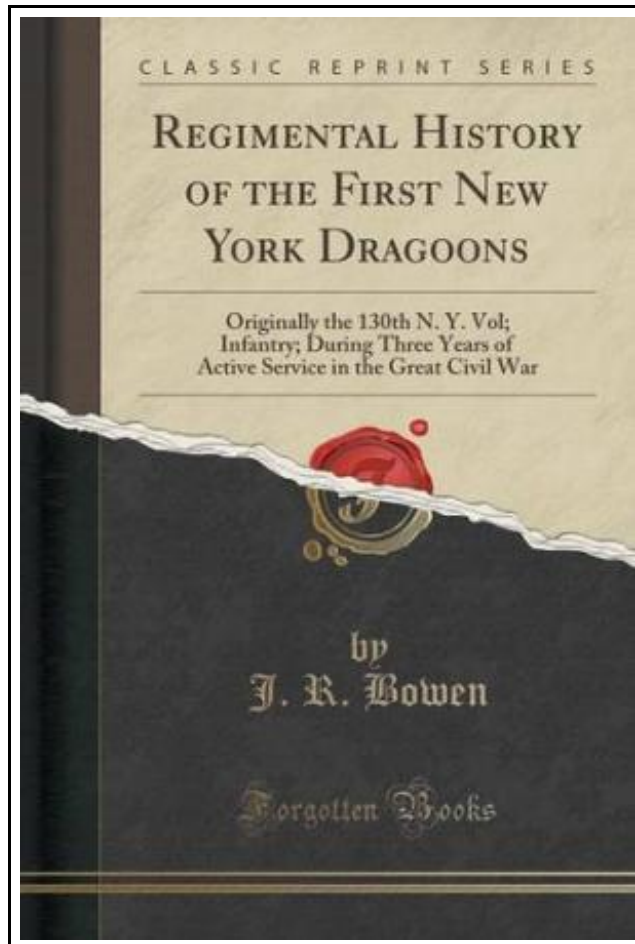 CLASSIC REPRINT SERIES
REGIMENTAL HISTORY
OF THE FIRST NEW
YORK DRAGOONS
Originally the 130th N. Y. Vol;
Infantry; During Three Years of
Active Service in the Great Civil War
by
J. R. Bowen
Forgotten Books